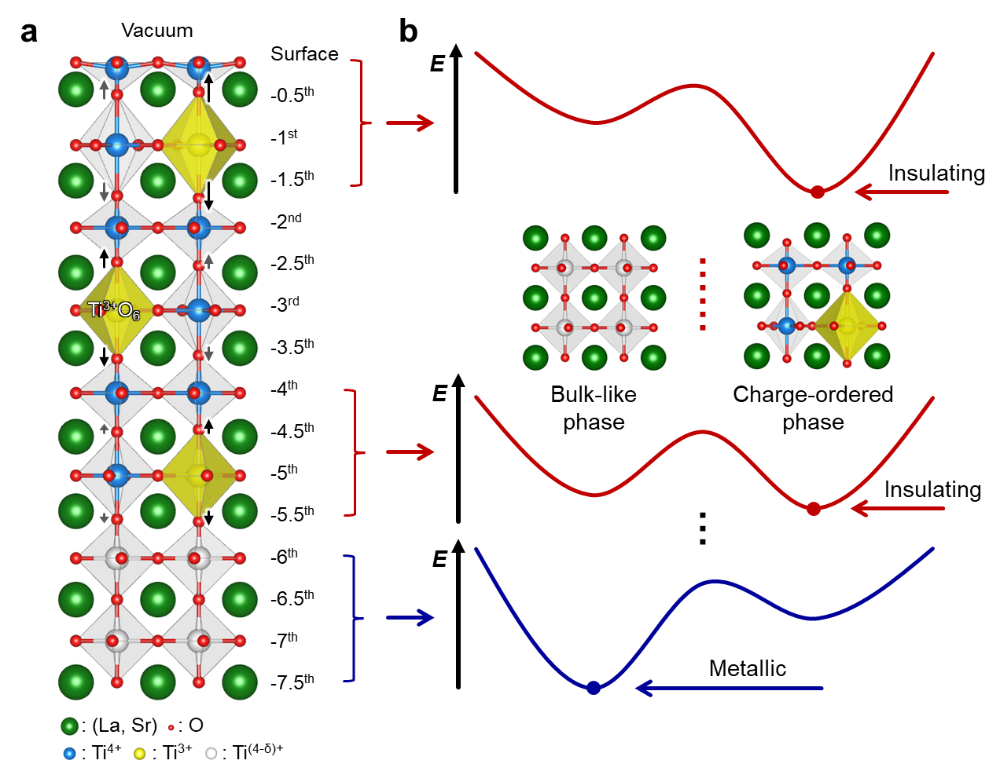 a
Vacuum
Surface
-0.5th
-1st
-1.5th
-2nd
-2.5th
-3rd
Ti3+O6
-3.5th
-4th
-4.5th
-5th
-5.5th
-6th
-6.5th
-7th
-7.5th
: (La, Sr) : O
: Ti4+ : Ti3+ : Ti(4-δ)+
b
E
Insulating
Bulk-like
phase
Charge-ordered
phase
E
Insulating
E
Metallic